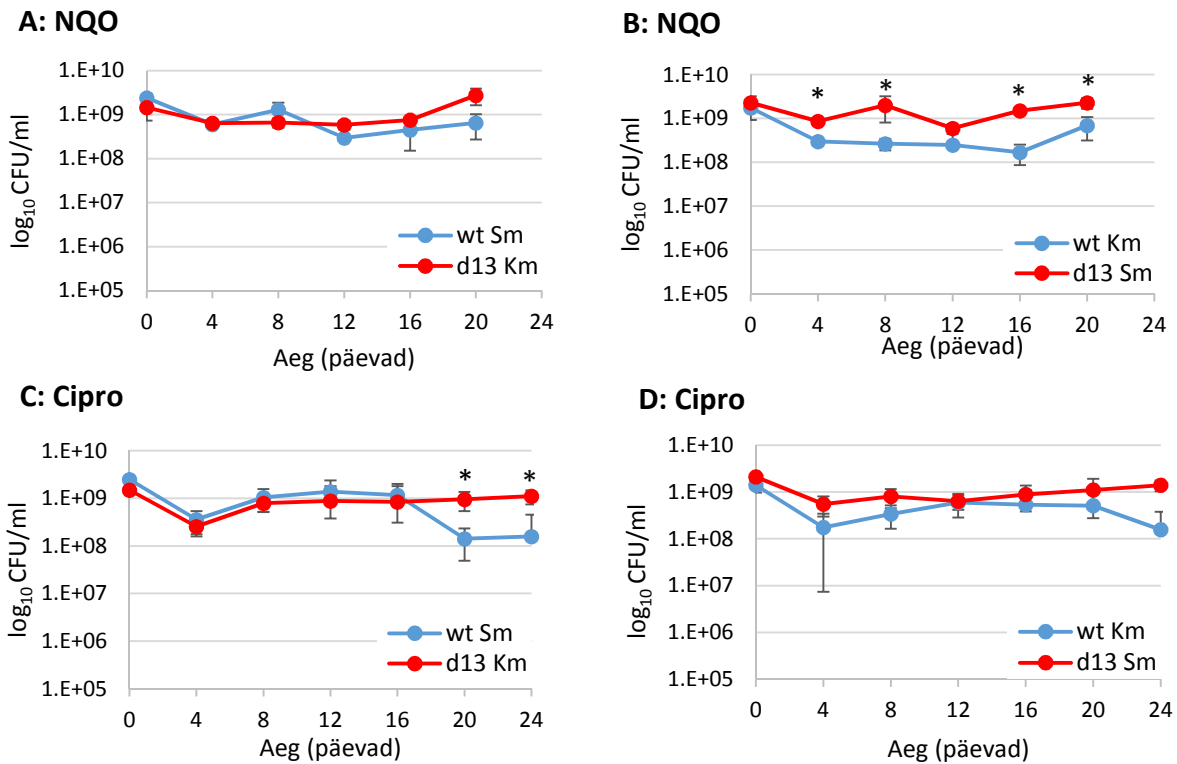 A: NQO
1.E+10
1.E+09
1.E+08
1.E+07
1.E+06
1.E+05
log10 CFU/ml
wt Sm
d13 Km
0 4 8 12 16 20 24
Aeg (päevad)
B: NQO
1.E+10
1.E+09
1.E+08
1.E+07
1.E+06
1.E+05
log10 CFU/ml
* * * *
wt Km
d13 Sm
0 4 8 12 16 20 24
Aeg (päevad)
C: Cipro
1.E+10
1.E+09
1.E+08
1.E+07
1.E+06
1.E+05
log10 CFU/ml
* *
wt Sm
d13 Km
0 4 8 12 16 20 24
Aeg (päevad)
D: Cipro
1.E+10
1.E+09
1.E+08
1.E+07
1.E+06
1.E+05
log10 CFU/ml
wt Km
d13 Sm
0 4 8 12 16 20 24
Aeg (päevad)